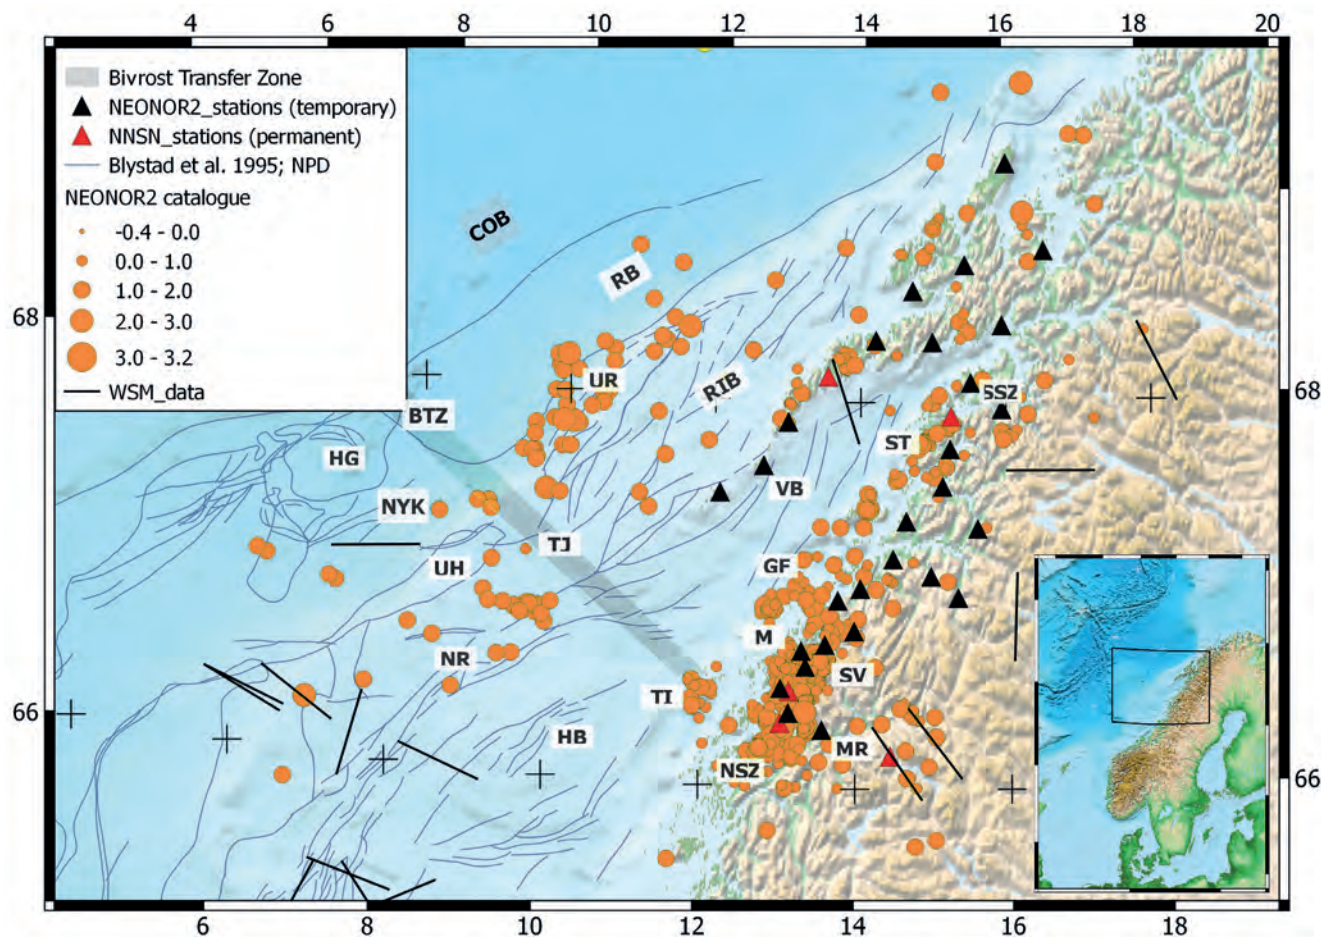 4 6 8 10 12 14 16 18 20
Bivrost Transfer Zone
NEONOR2_stations (temporary)
NNSN_stations (permanent)
Blystad et al. 1995; NPD
NEONOR2 catalogue
-0.4 - 0.0
0.0 - 1.0
1.0 - 2.0
2.0 - 3.0
3.0 - 3.2
WSM_data
COB
RB
68
UR
RIB
68
SSZ
BTZ
ST
HG
VB
NYK
TJ
UH
GF
M
NR
SV
TI
66
HB
MR
NSZ
66
6 8 10 12 14 16 18